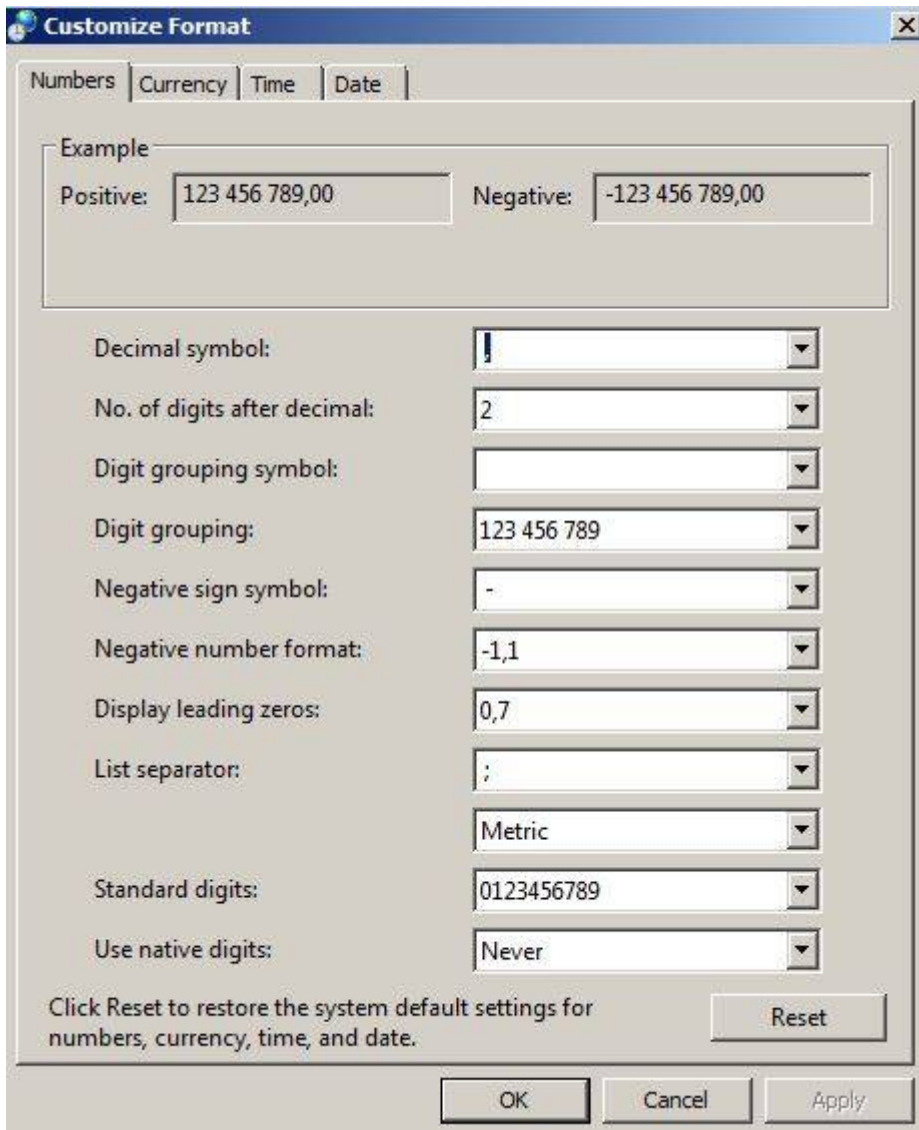 Customize Format
Numbers Currency Time Date
Example
Positive: 123 456 789,00 Negative: -123 456 789,00
Decimal symbol: ,
No. of digits after decimal: 2
Digit grouping symbol:
Digit grouping: 123 456 789
Negative sign symbol: -
Negative number format: -1,1
Display leading zeros: 0,7
List separator: ;
Metric
Standard digits: 0123456789
Use native digits: Never
Click Reset to restore the system default settings for
numbers, currency, time, and date.
Reset
OK Cancel Apply